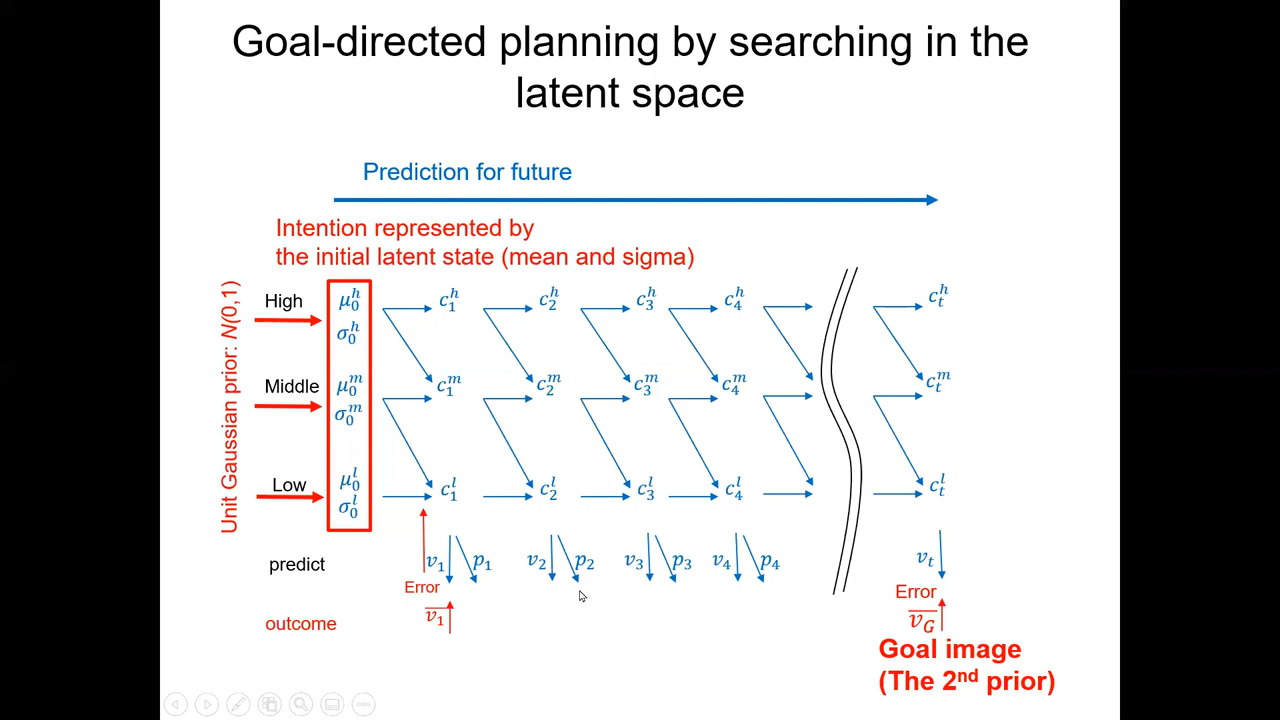 Goal-directed planning by searching in the
latent space
Prediction for future
Intention represented by
the initial latent state (mean and sigma)
Unit Gaussian prior: N(0,1)
High
μ₀ʰ
σ₀ʰ
c₁ʰ c₂ʰ c₃ʰ c₄ʰ cₜʰ
Middle
μ₀ᵐ
σ₀ᵐ
c₁ᵐ c₂ᵐ c₃ᵐ c₄ᵐ cₜᵐ
Low
μ₀ˡ
σ₀ˡ
c₁ˡ c₂ˡ c₃ˡ c₄ˡ cₜˡ
predict
v₁ p₁ v₂ p₂ v₃ p₃ v₄ p₄ vₜ
Error Error
outcome
v̅₁ v̅_G
Goal image
(The 2ⁿᵈ prior)